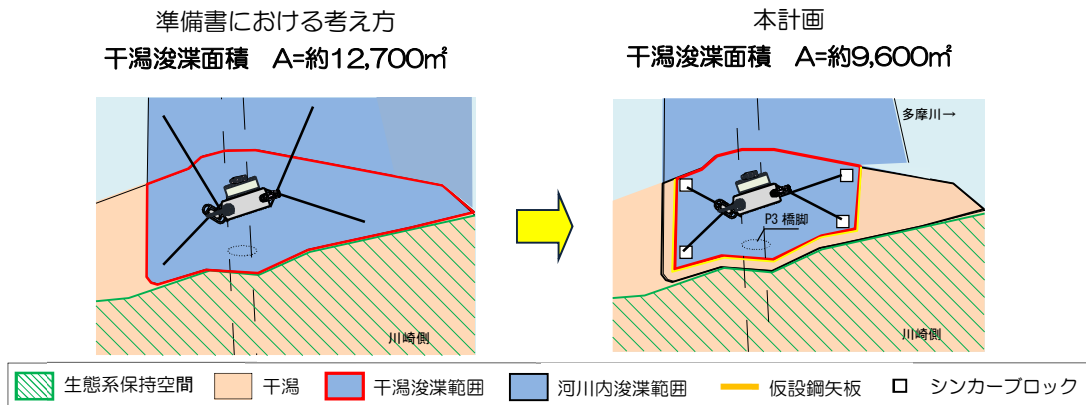 準備書における考え方
干潟浚渫面積 A=約12,700㎡
本計画
干潟浚渫面積 A=約9,600㎡
川崎側
多摩川→
P3 橋脚
川崎側
生態系保持空間
干潟
干潟浚渫範囲
河川内浚渫範囲
仮設鋼矢板
シンカーブロック